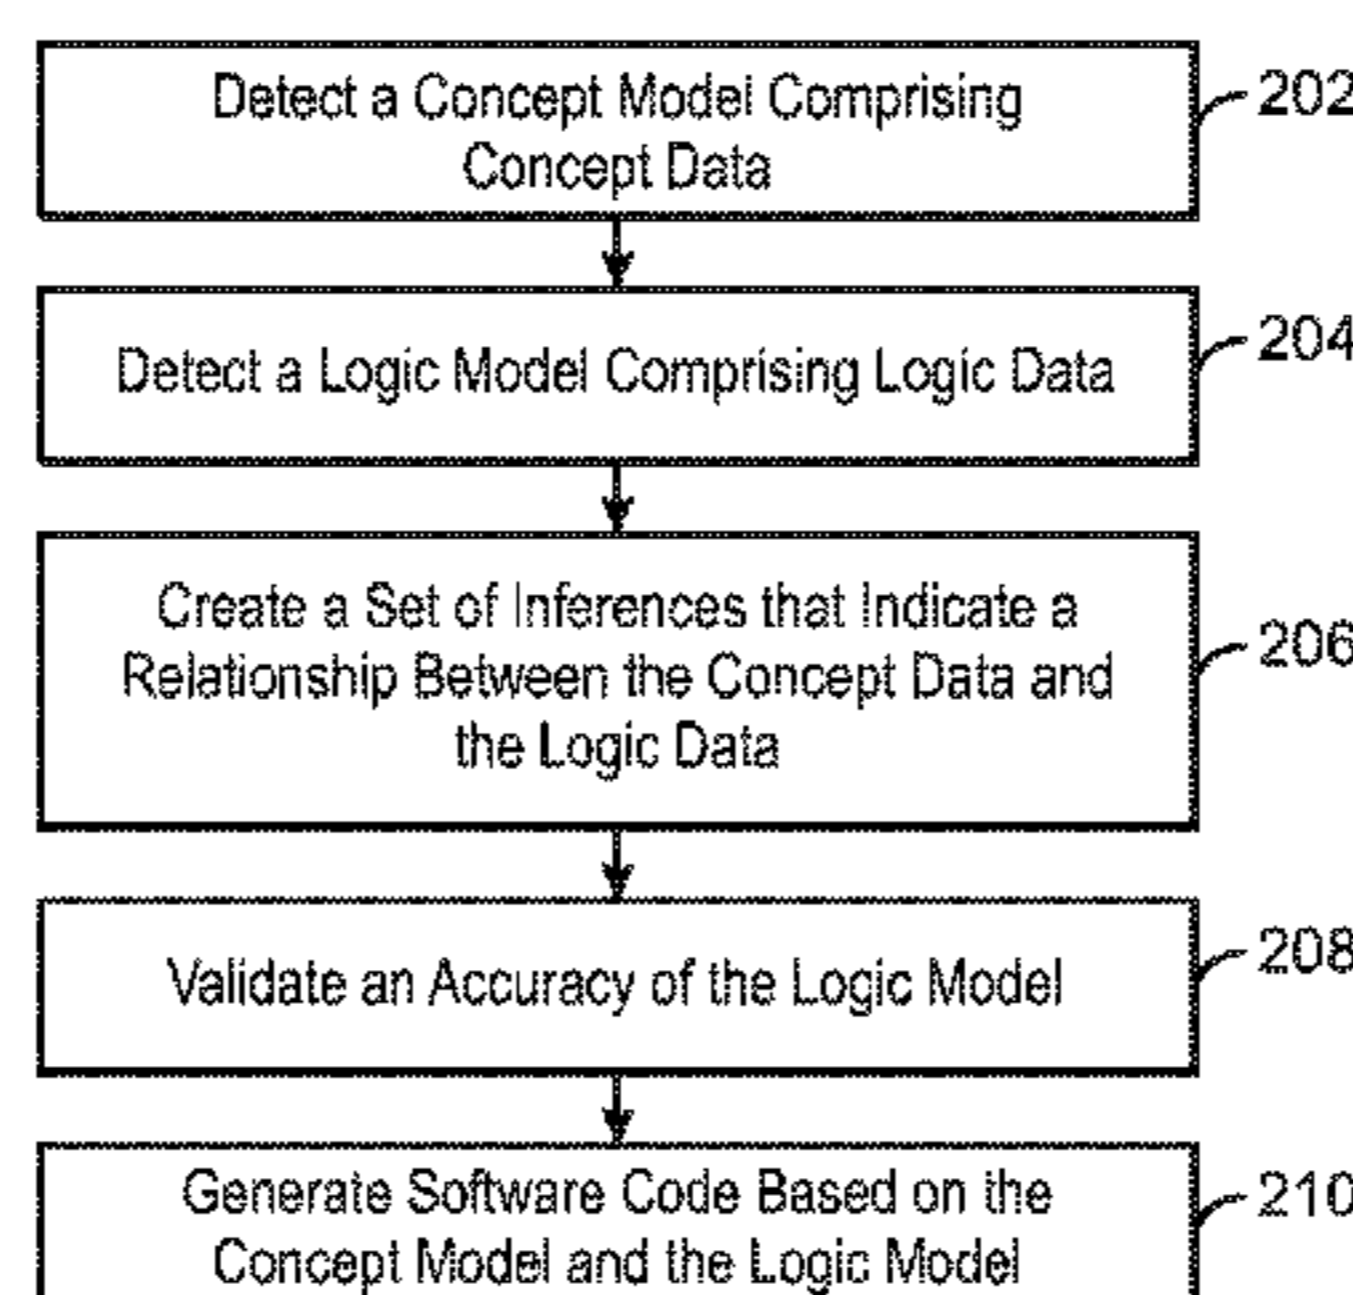 Detect a Concept Model Comprising
Concept Data
202
Detect a Logic Model Comprising Logic Data
204
Create a Set of Inferences that Indicate a
Relationship Between the Concept Data and
the Logic Data
206
Validate an Accuracy of the Logic Model
208
Generate Software Code Based on the
Concept Model and the Logic Model
210